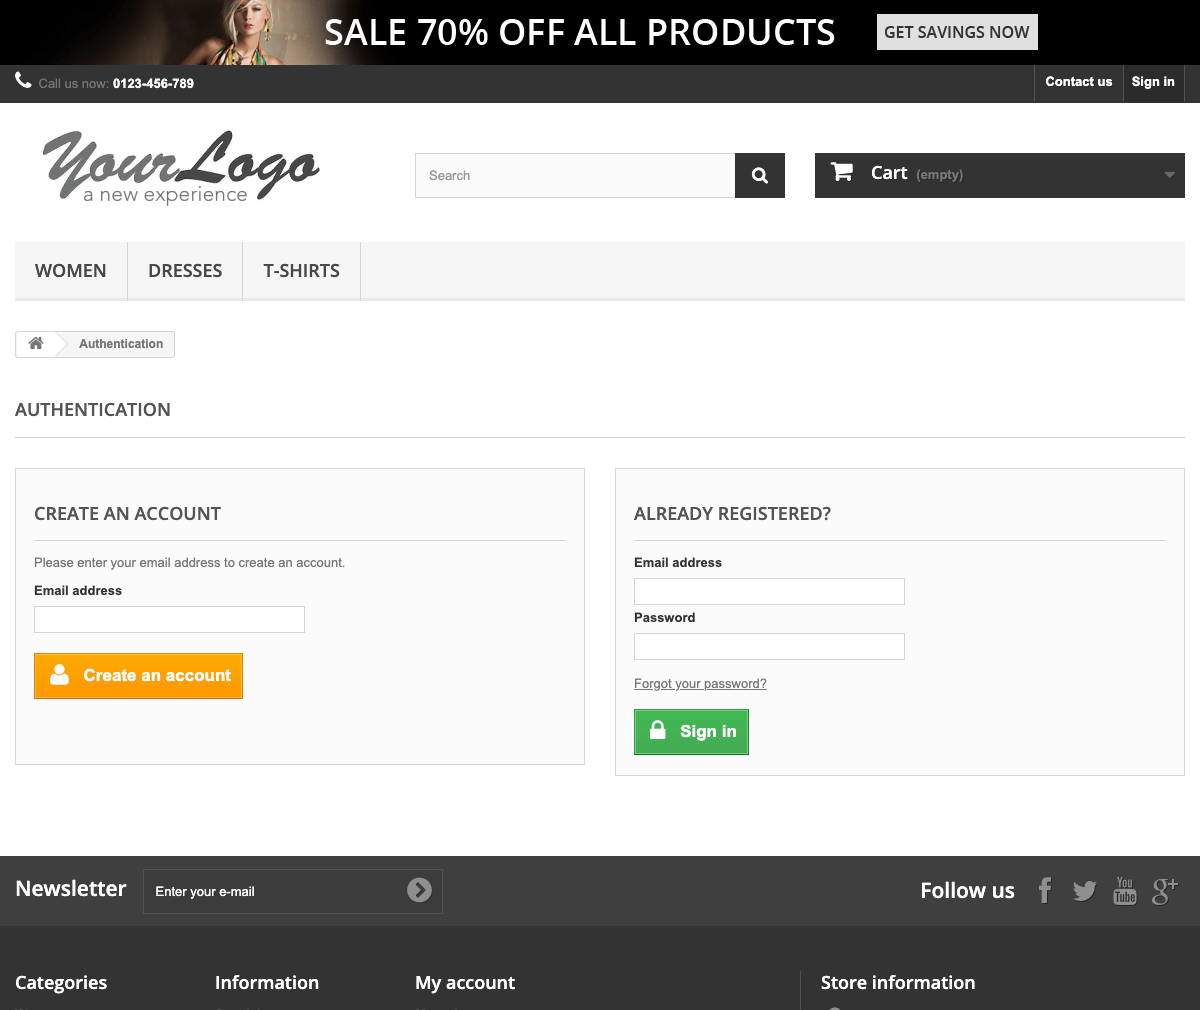 SALE 70% OFF ALL PRODUCTS
GET SAVINGS NOW
Call us now: 0123-456-789
Contact us
Sign in
YourLogo
a new experience
Search
Cart (empty)
WOMEN
DRESSES
T-SHIRTS
Authentication
AUTHENTICATION
CREATE AN ACCOUNT
Please enter your email address to create an account.
Email address
Create an account
ALREADY REGISTERED?
Email address
Password
Forgot your password?
Sign in
Newsletter
Enter your e-mail
Follow us
You
Tube
g+
Categories
Information
My account
Store information